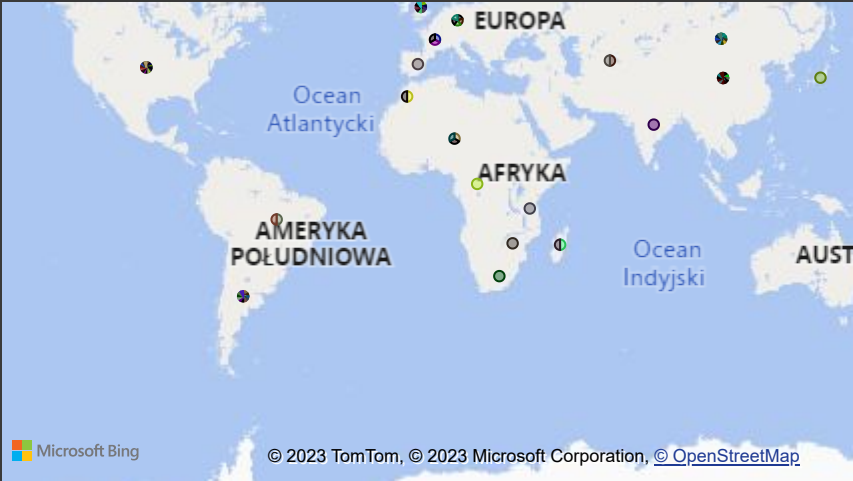 EUROPA
Ocean
Atlantycki
AFRYKA
AMERYKA
POŁUDNIOWA
Ocean
Indyjski
AUST
Microsoft Bing
© 2023 TomTom, © 2023 Microsoft Corporation, © OpenStreetMap